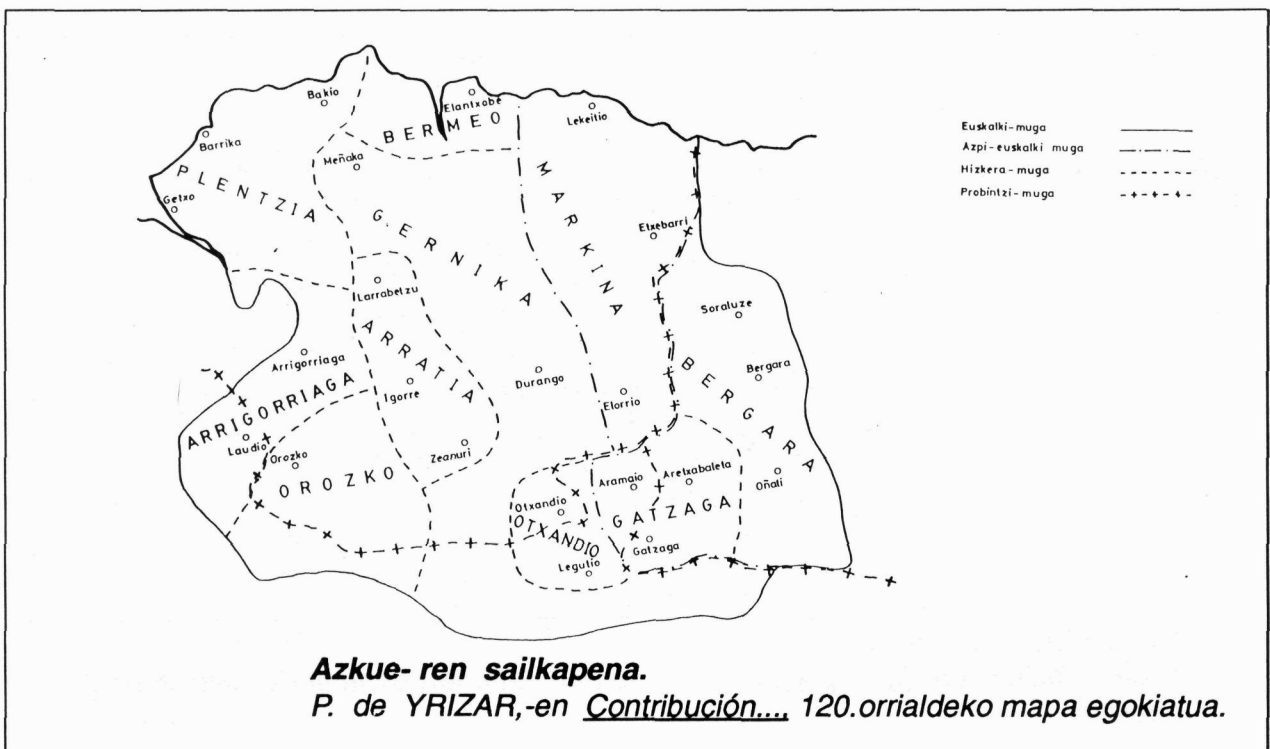 Bakio
Elantxobe
Lekeitio
BERMEO
Barrika
Meñaka
PLENTZIA
Getxo
MARKINA
GERNIKA
Etxebarri
Larrabetzu
Soraluze
ARRATIA
Arrigorriaga
Durango
Bergara
BERGARA
Igorre
Elorrio
ARRIGORRIAGA
Laudio
Orozko
Zeanuri
OROZKO
Aramaio
Aretxabaleta
Oñati
Otxandio
GATZAGA
OTXANDIO
Gatzaga
Legutio
Euskalki-muga
Azpi-euskalki muga
Hizkera-muga
Probintzi-muga
Azkue- ren sailkapena.
P. de YRIZAR,-en Contribución...., 120.orrialdeko mapa egokiatua.